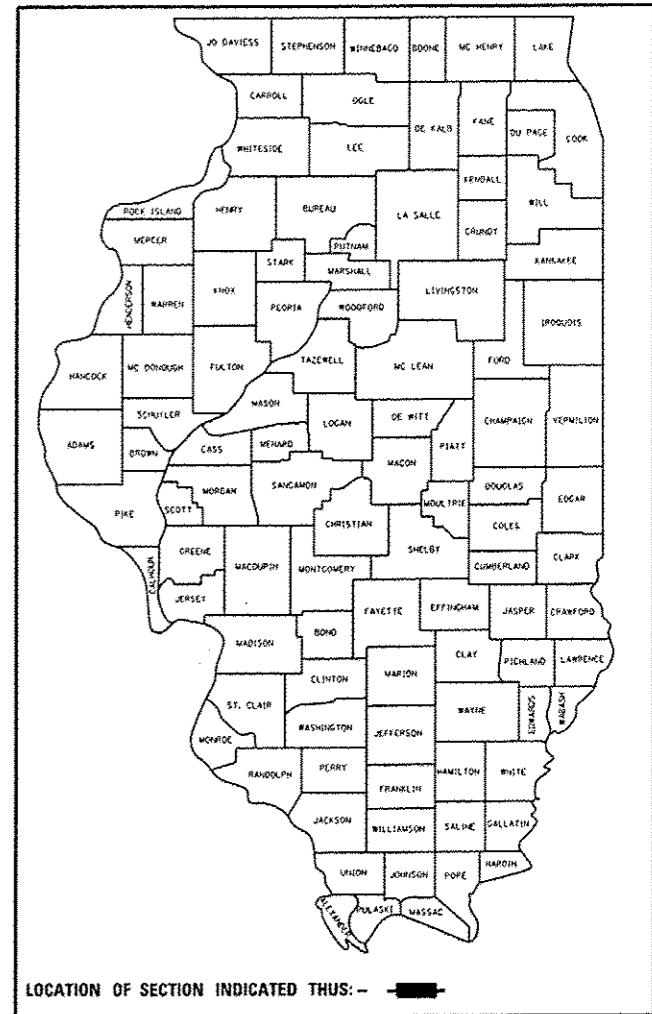 JO DAVIESS STEPHENSON WINNEBAGO BOONE MC HENRY LAKE
CARROLL OGLE DE KALB KANE DU PAGE COOK
WHITESIDE LEE
KENDALL
ROCK ISLAND HENRY BUREAU LA SALLE WILL
MERCER PUTNAM GRUNDY
STARK MARSHALL KANKAKEE
HENDERSON WARREN KNOX PEORIA WOODFORD LIVINGSTON IROQUOIS
HANCOCK MC DONOUGH FULTON TAZEWELL MC LEAN FORD
MASON
SCHUYLER LOGAN DE WITT CHAMPAIGN VERMILION
ADAMS BROWN CASS MENARD PIATT
MACON
MORGAN SANGAMON DOUGLAS
PIKE SCOTT MOULTRIE EDGAR
CHRISTIAN COLES
GREENE SHELBY
CALHOUN MACOUPIN MONTGOMERY CUMBERLAND CLARK
JERSEY
FAYETTE EFFINGHAM JASPER CRAWFORD
MADISON BOND
CLAY RICHLAND LAWRENCE
CLINTON MARION
ST. CLAIR WAYNE EDWARDS WABASH
WASHINGTON
MONROE JEFFERSON
RANDOLPH PERRY HAMILTON WHITE
FRANKLIN
JACKSON
WILLIAMSON SALINE GALLATIN
UNION JOHNSON POPE HARDIN
ALEXANDER PULASKI MASSAC
LOCATION OF SECTION INDICATED THUS: -